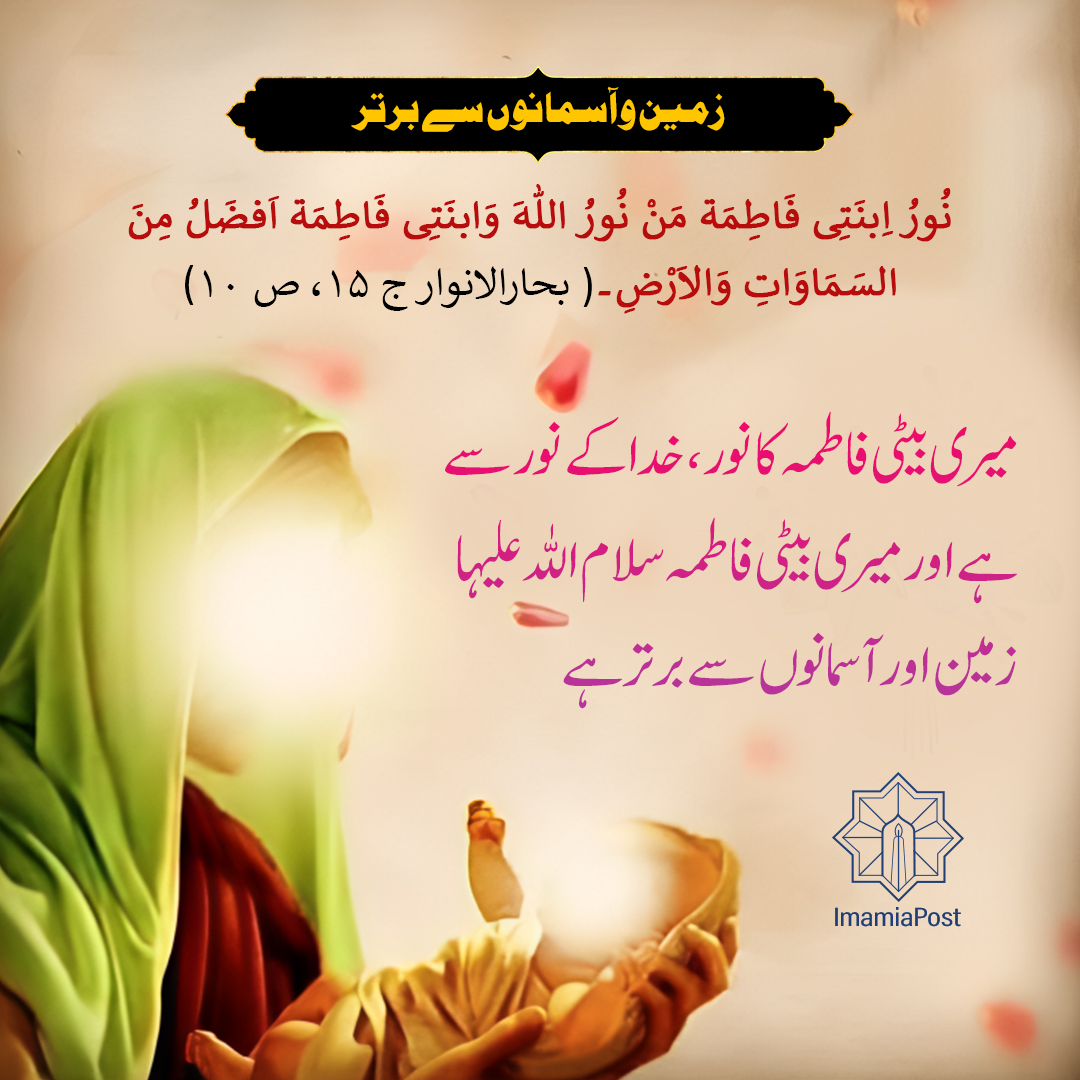 زمین و آسمانوں سے برتر
نُورُ اِبنَتِی فَاطِمَة مَنْ نُورُ اللّٰهَ وَابنَتِی فَاطِمَة اَفضَلُ مِنَ
السَمَاوَاتِ وَالاَرْضِ۔( بحارالانوار ج ۱۵، ص ۱۰)
میری بیٹی فاطمہ کا نور، خدا کے نور سے
ہے اور میری بیٹی فاطمہ سلام اللہ علیہا
زمین اور آسمانوں سے برتر ہے
ImamiaPost